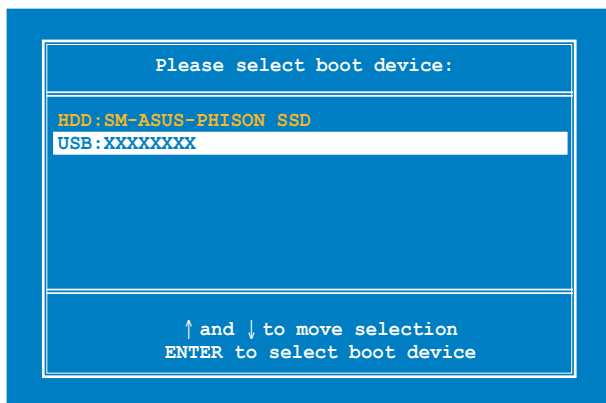 Please select boot device:
HDD:SM-ASUS-PHISON SSD
USB:XXXXXXXX
↑ and ↓ to move selection
ENTER to select boot device